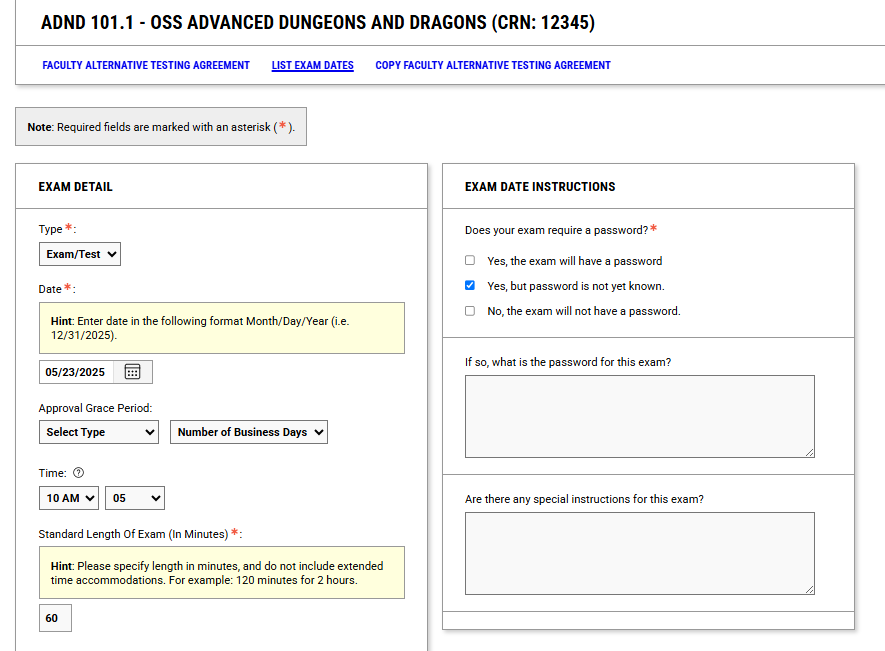 ADND 101.1 - OSS ADVANCED DUNGEONS AND DRAGONS (CRN: 12345)
FACULTY ALTERNATIVE TESTING AGREEMENT LIST EXAM DATES COPY FACULTY ALTERNATIVE TESTING AGREEMENT
Note: Required fields are marked with an asterisk (*).
EXAM DETAIL
Type *:
Exam/Test
Date *:
Hint: Enter date in the following format Month/Day/Year (i.e.
12/31/2025).
05/23/2025
Approval Grace Period:
Select Type Number of Business Days
Time: ?
10 AM 05
Standard Length Of Exam (In Minutes) *:
Hint: Please specify length in minutes, and do not include extended
time accommodations. For example: 120 minutes for 2 hours.
60
EXAM DATE INSTRUCTIONS
Does your exam require a password? *
Yes, the exam will have a password
Yes, but password is not yet known.
No, the exam will not have a password.
If so, what is the password for this exam?
Are there any special instructions for this exam?